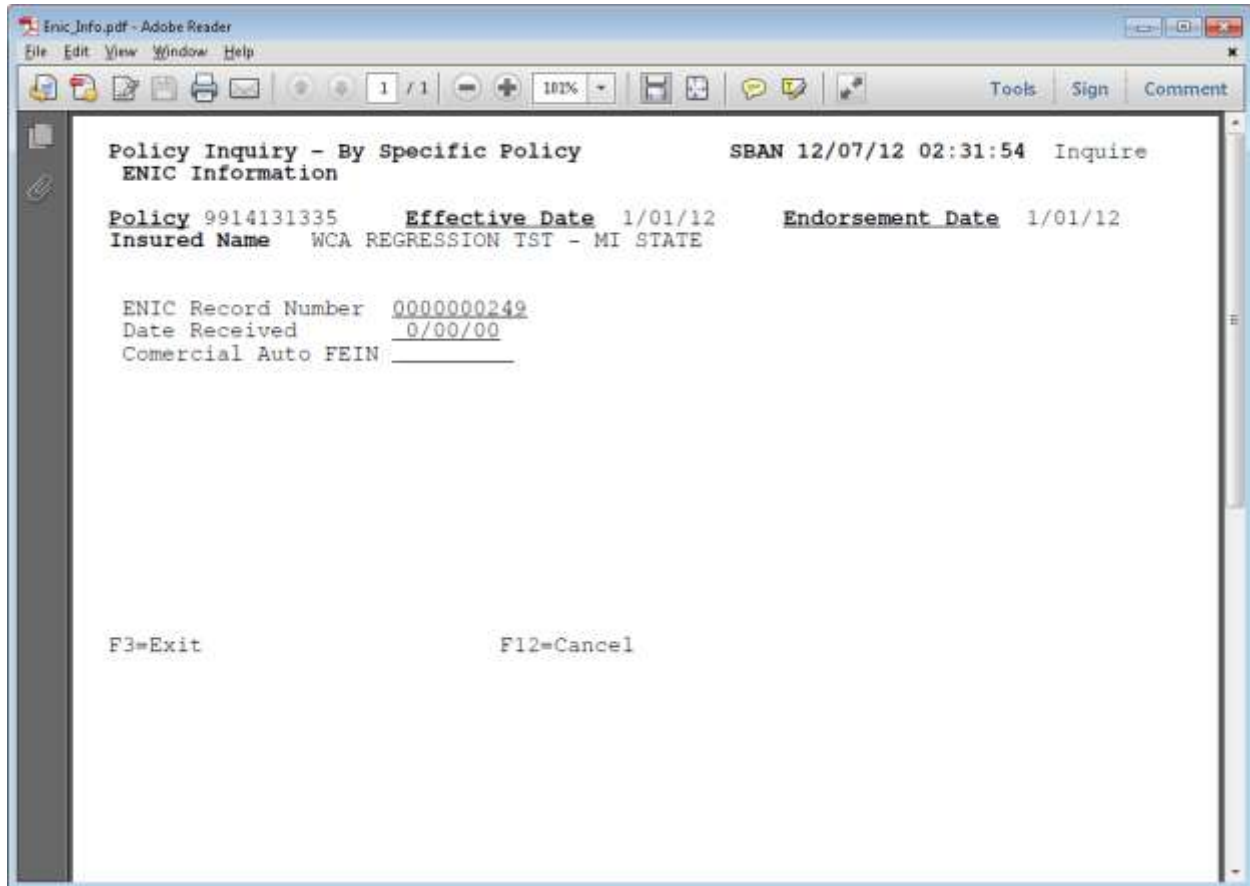 Enic_Info.pdf - Adobe Reader
File Edit View Window Help
1 / 1 101% Tools Sign Comment
Policy Inquiry - By Specific Policy SBAN 12/07/12 02:31:54 Inquire
ENIC Information
Policy 9914131335 Effective Date 1/01/12 Endorsement Date 1/01/12
Insured Name WCA REGRESSION TST - MI STATE
ENIC Record Number 0000000249
Date Received 0/00/00
Comercial Auto FEIN
F3=Exit F12=Cancel